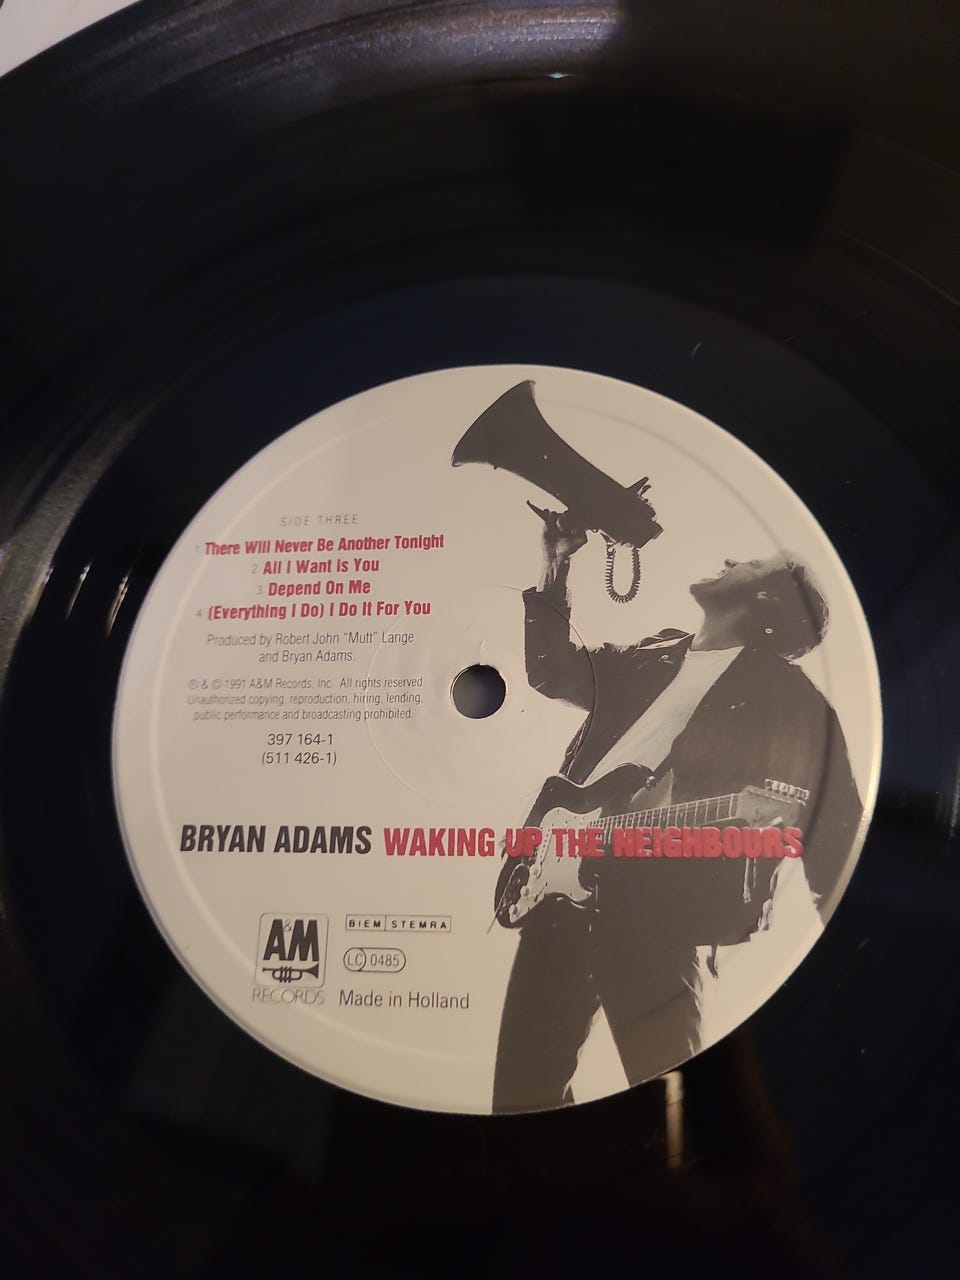 SIDE THREE
1. There Will Never Be Another Tonight
2. All I Want Is You
3. Depend On Me
4. (Everything I Do) I Do It For You
Produced by Robert John "Mutt" Lange
and Bryan Adams.
℗ & © 1991 A&M Records, Inc. All rights reserved.
Unauthorized copying, reproduction, hiring, lending,
public performance and broadcasting prohibited.
397 164-1
(511 426-1)
BRYAN ADAMS WAKING UP THE NEIGHBOURS
A&M
RECORDS
BIEM STEMRA
LC 0485
Made in Holland